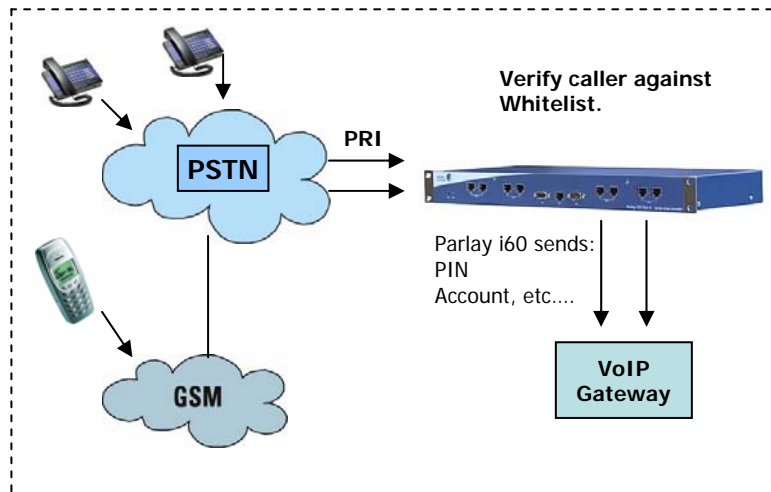 Verify caller against
Whitelist.
PRI
PSTN
Parlay i60 sends:
PIN
Account, etc....
VoIP
Gateway
GSM